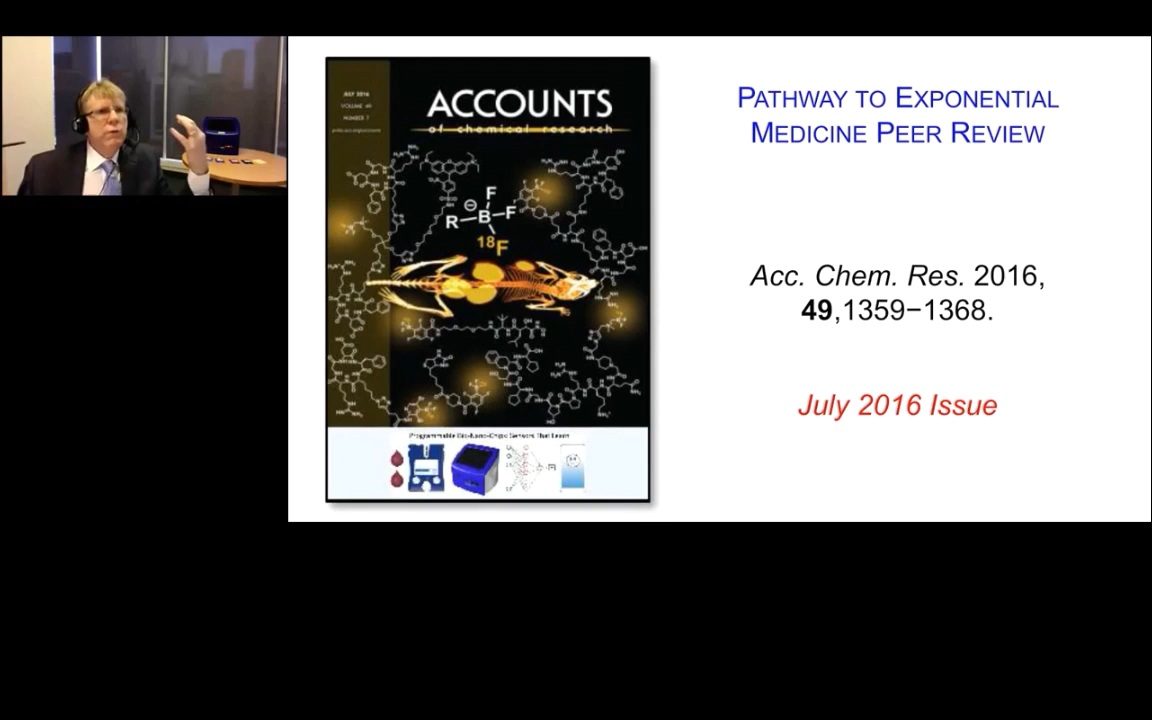 JULY 2016
VOLUME 49
NUMBER 7
ACCOUNTS
of chemical research
F
R B F
18F
Programmable Bio-Nano-Chips: Sensors That Learn
PATHWAY TO EXPONENTIAL
MEDICINE PEER REVIEW
Acc. Chem. Res. 2016,
49,1359−1368.
July 2016 Issue